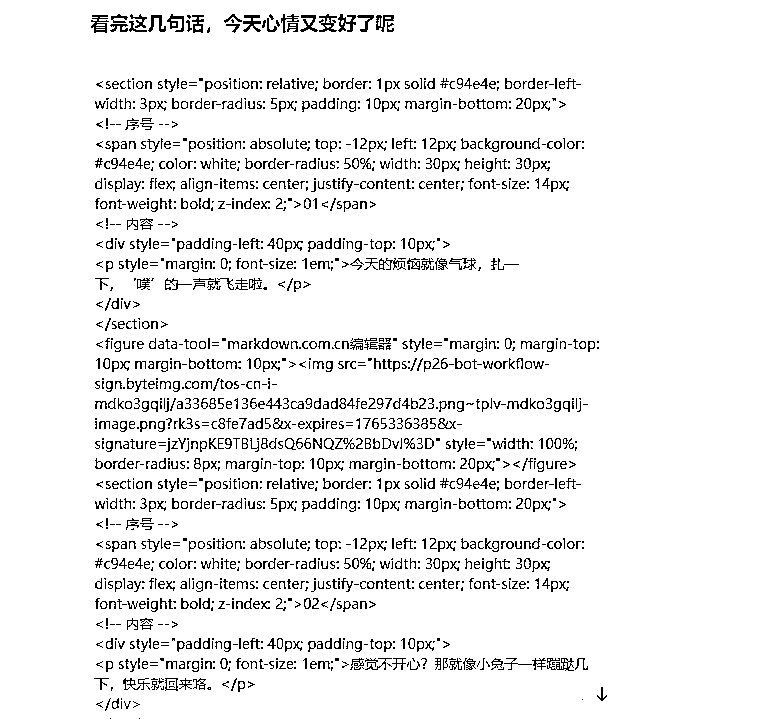 看完这几句话，今天心情又变好了呢
<section style="position: relative; border: 1px solid #c94e4e; border-left-
width: 3px; border-radius: 5px; padding: 10px; margin-bottom: 20px;">
<!-- 序号 -->
<span style="position: absolute; top: -12px; left: 12px; background-color:
#c94e4e; color: white; border-radius: 50%; width: 30px; height: 30px;
display: flex; align-items: center; justify-content: center; font-size: 14px;
font-weight: bold; z-index: 2;">01</span>
<!-- 内容 -->
<div style="padding-left: 40px; padding-top: 10px;">
<p style="margin: 0; font-size: 1em;">今天的烦恼就像气球，扎一
下，‘噗’的一声就飞走啦。</p>
</div>
</section>
<figure data-tool="markdown.com.cn编辑器" style="margin: 0; margin-top:
10px; margin-bottom: 10px;"><img src="https://p26-bot-workflow-
sign.byteimg.com/tos-cn-i-
mdko3gqilj/a33685e136e443ca9dad84fe297d4b23.png~tplv-mdko3gqilj-
image.png?rk3s=c8fe7ad5&x-expires=1765336385&x-
signature=jzYjnpKE9TBLj8dsQ66NQZ%2BbDvI%3D" style="width: 100%;
border-radius: 8px; margin-top: 10px; margin-bottom: 20px;"></figure>
<section style="position: relative; border: 1px solid #c94e4e; border-left-
width: 3px; border-radius: 5px; padding: 10px; margin-bottom: 20px;">
<!-- 序号 -->
<span style="position: absolute; top: -12px; left: 12px; background-color:
#c94e4e; color: white; border-radius: 50%; width: 30px; height: 30px;
display: flex; align-items: center; justify-content: center; font-size: 14px;
font-weight: bold; z-index: 2;">02</span>
<!-- 内容 -->
<div style="padding-left: 40px; padding-top: 10px;">
<p style="margin: 0; font-size: 1em;">感觉不开心？那就像小兔子一样蹦跶几
下，快乐就回来咯。</p>
</div>